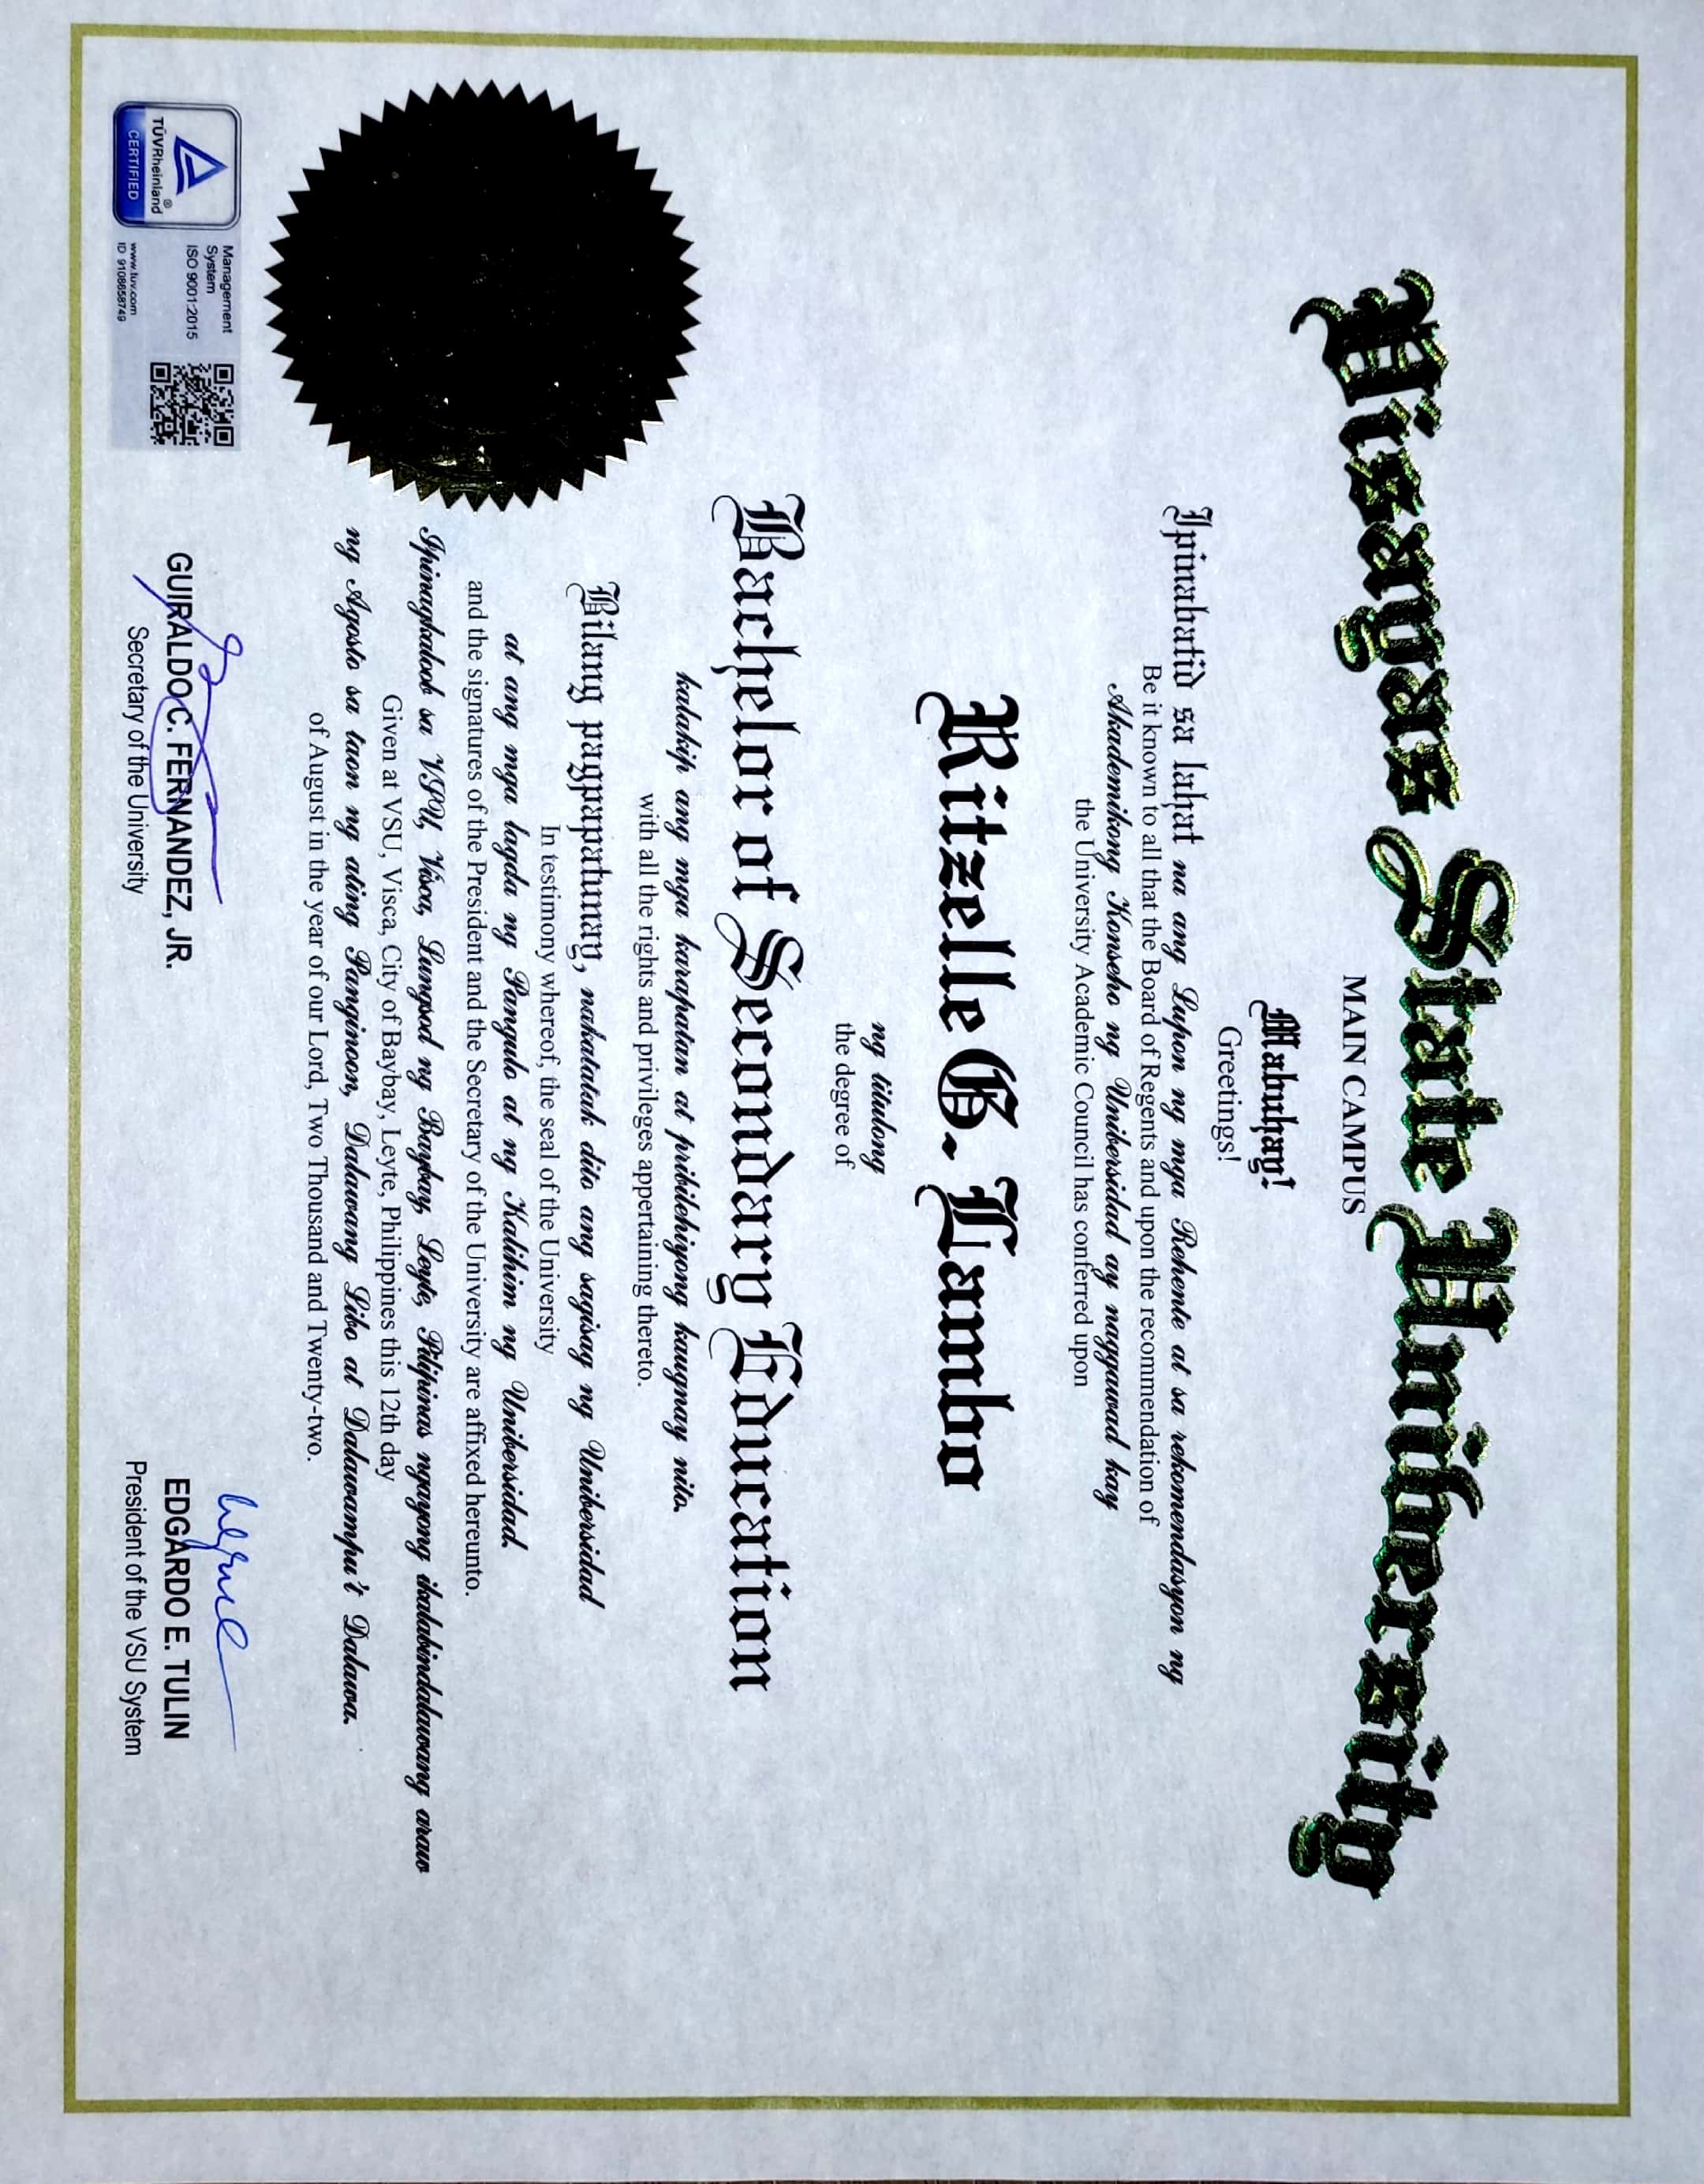 Visayas State University
MAIN CAMPUS
Mabuhay!
Greetings!
Ipinababatid sa lahat na ang Lupon ng mga Rehente at sa rekomendasyon ng
Be it known to all that the Board of Regents and upon the recommendation of
Akademikong Konseho ng Unibersidad ay naggawad kay
the University Academic Council has conferred upon
Ritzelle G. Yambo
ng titulong
the degree of
Bachelor of Secondary Education
kalakip ang mga karapatan at pribilehiyong kaugnay nito.
with all the rights and privileges appertaining thereto.
Bilang pagpapatunay, nakatatak dito ang sagisag ng Unibersidad
In testimony whereof, the seal of the University
at ang mga lagda ng Pangulo at ng Kalihim ng Unibersidad.
and the signatures of the President and the Secretary of the University are affixed hereunto.
Ipinagkaloob sa VSU, Visca, Lungsod ng Baybay, Leyte, Pilipinas ngayong ikalabindalawang araw
Given at VSU, Visca, City of Baybay, Leyte, Philippines this 12th day
ng Agosto sa taon ng ating Panginoon, Dalawang Libo at Dalawampu't Dalawa.
of August in the year of our Lord, Two Thousand and Twenty-two.
GUIRALDO C. FERNANDEZ, JR.
Secretary of the University
EDGARDO E. TULIN
President of the VSU System
TÜVRheinland®
CERTIFIED
Management
System
ISO 9001:2015
www.tuv.com
ID 9108658749